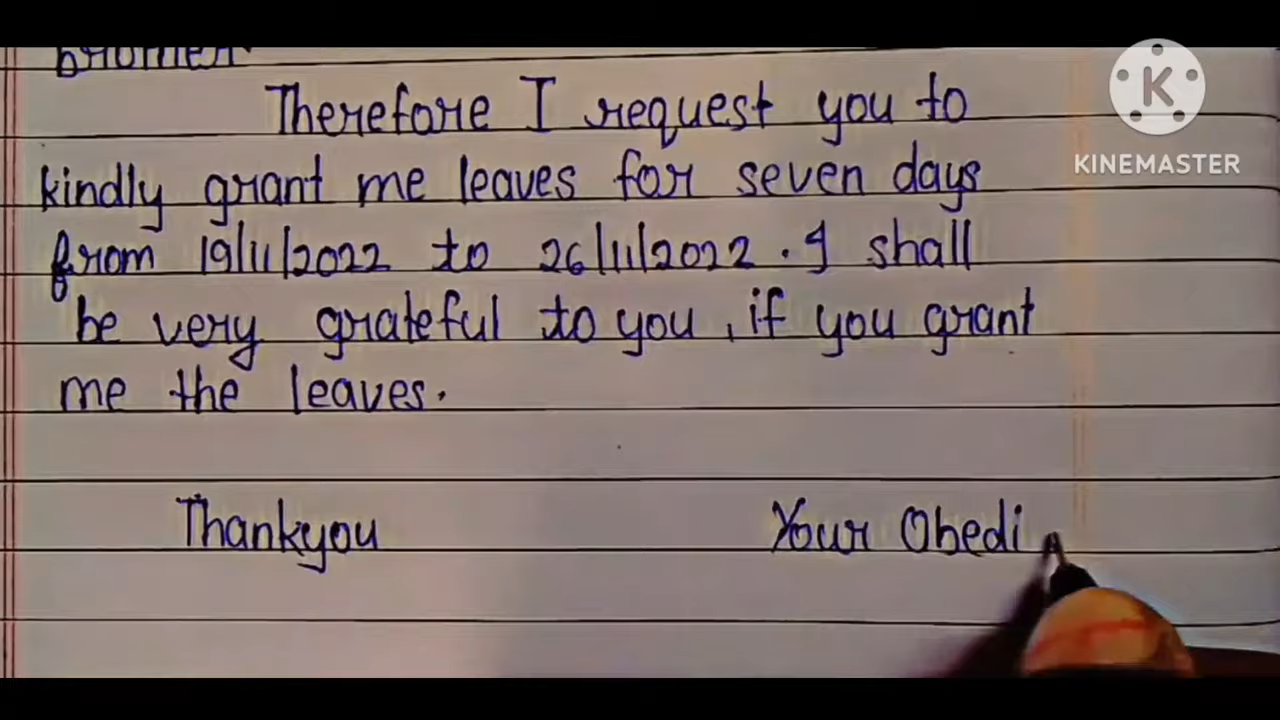 brother.
Therefore I request you to
kindly grant me leaves for seven days
from 19/11/2022 to 26/11/2022. I shall
be very grateful to you, if you grant
me the leaves.
Thankyou
Your Obedi
K
KINEMASTER